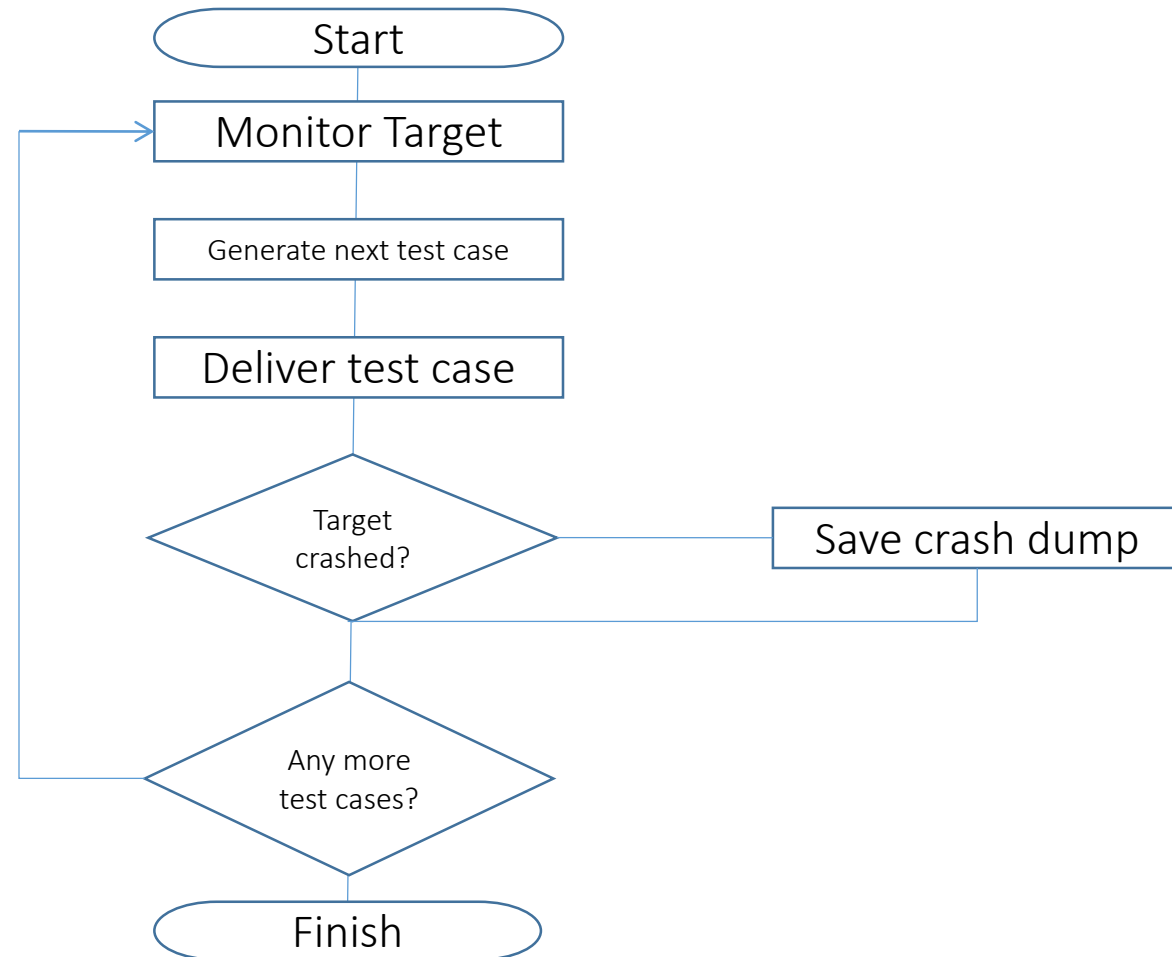 Start
Monitor Target
Generate next test case
Deliver test case
Target
crashed?
Save crash dump
Any more
test cases?
Finish